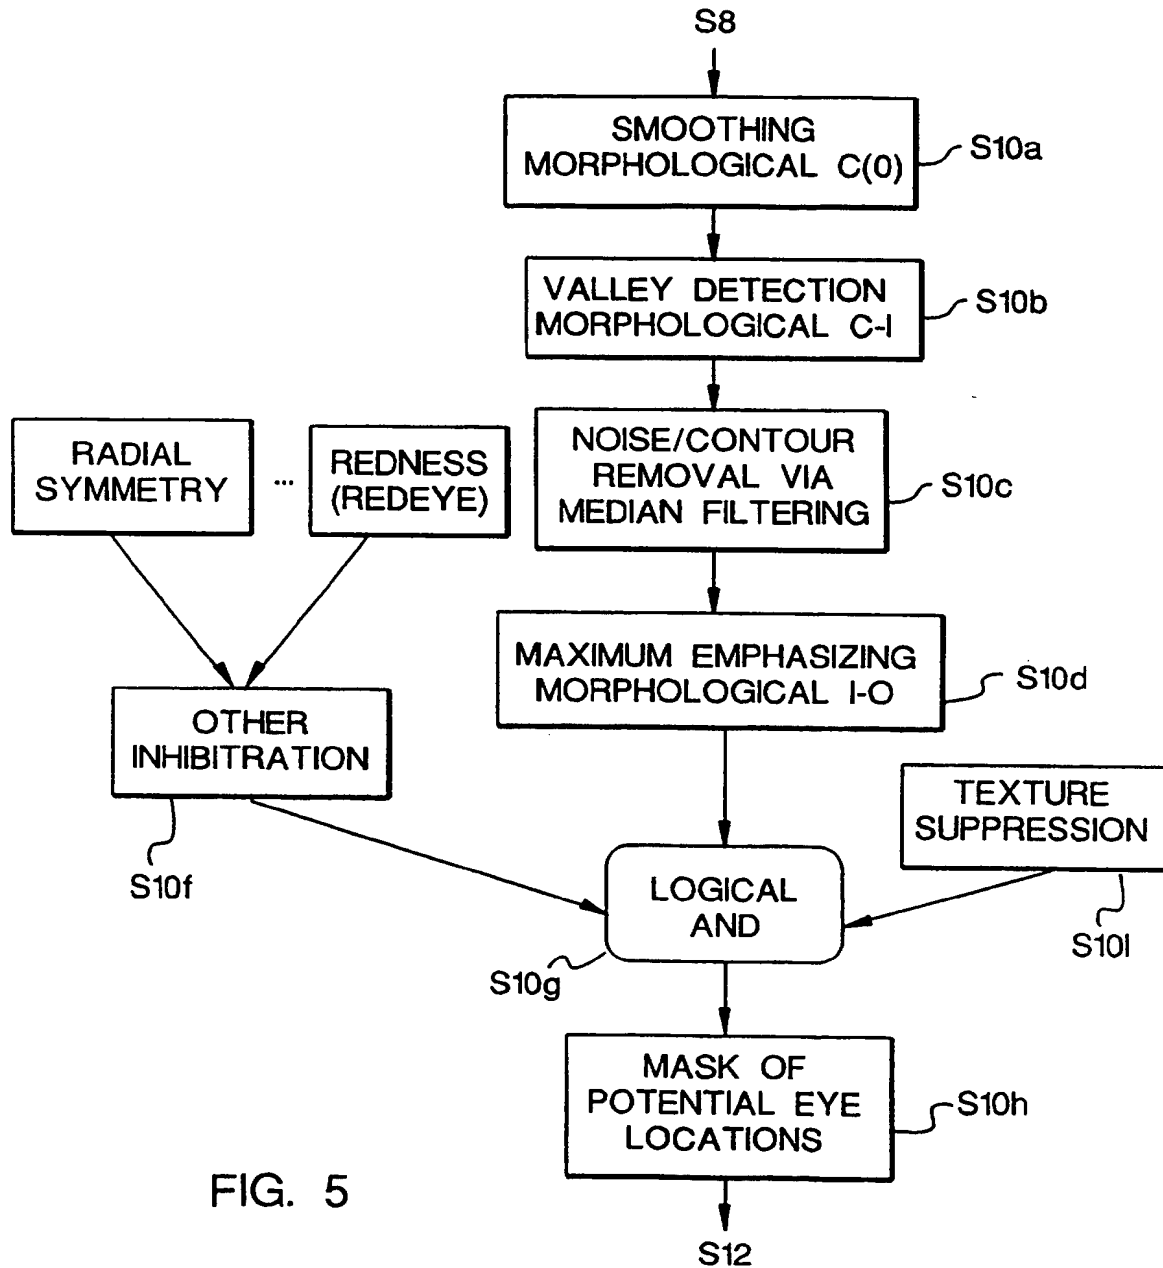 S8
SMOOTHING
MORPHOLOGICAL C(0)
S10a
VALLEY DETECTION
MORPHOLOGICAL C-I
S10b
RADIAL
SYMMETRY
...
REDNESS
(REDEYE)
NOISE/CONTOUR
REMOVAL VIA
MEDIAN FILTERING
S10c
MAXIMUM EMPHASIZING
MORPHOLOGICAL I-O
S10d
OTHER
INHIBITRATION
S10f
TEXTURE
SUPPRESSION
S10l
LOGICAL
AND
S10g
MASK OF
POTENTIAL EYE
LOCATIONS
S10h
FIG. 5
S12